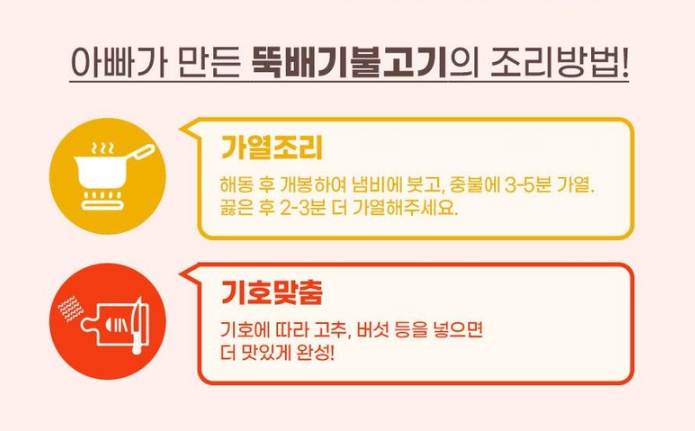 아빠가 만든 뚝배기불고기의 조리방법!
가열조리
해동 후 개봉하여 냄비에 붓고, 중불에 3-5분 가열.
끓은 후 2-3분 더 가열해주세요.
기호맞춤
기호에 따라 고추, 버섯 등을 넣으면
더 맛있게 완성!